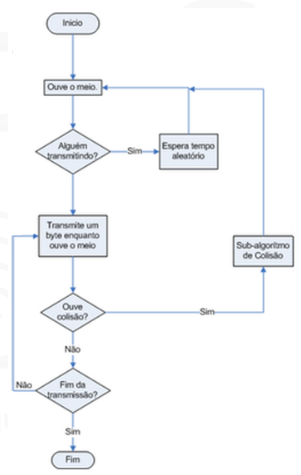 Inicio
Ouve o meio.
Alguém
transmitindo?
Sim
Espera tempo
aleatório
Transmite um
byte enquanto
ouve o meio
Sub-algoritmo
de Colisão
Ouve
colisão?
Sim
Não
Fim da
transmissão?
Não
Sim
Fim